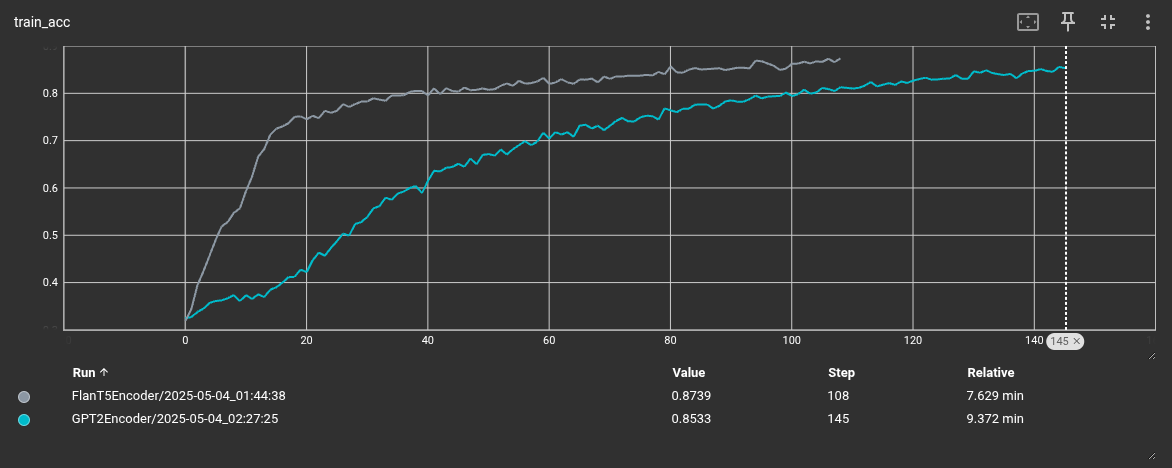 train_acc
0.8
0.7
0.6
0.5
0.4
0 20 40 60 80 100 120 140 145 ×
Run ↑ Value Step Relative
FlanT5Encoder/2025-05-04_01:44:38 0.8739 108 7.629 min
GPT2Encoder/2025-05-04_02:27:25 0.8533 145 9.372 min